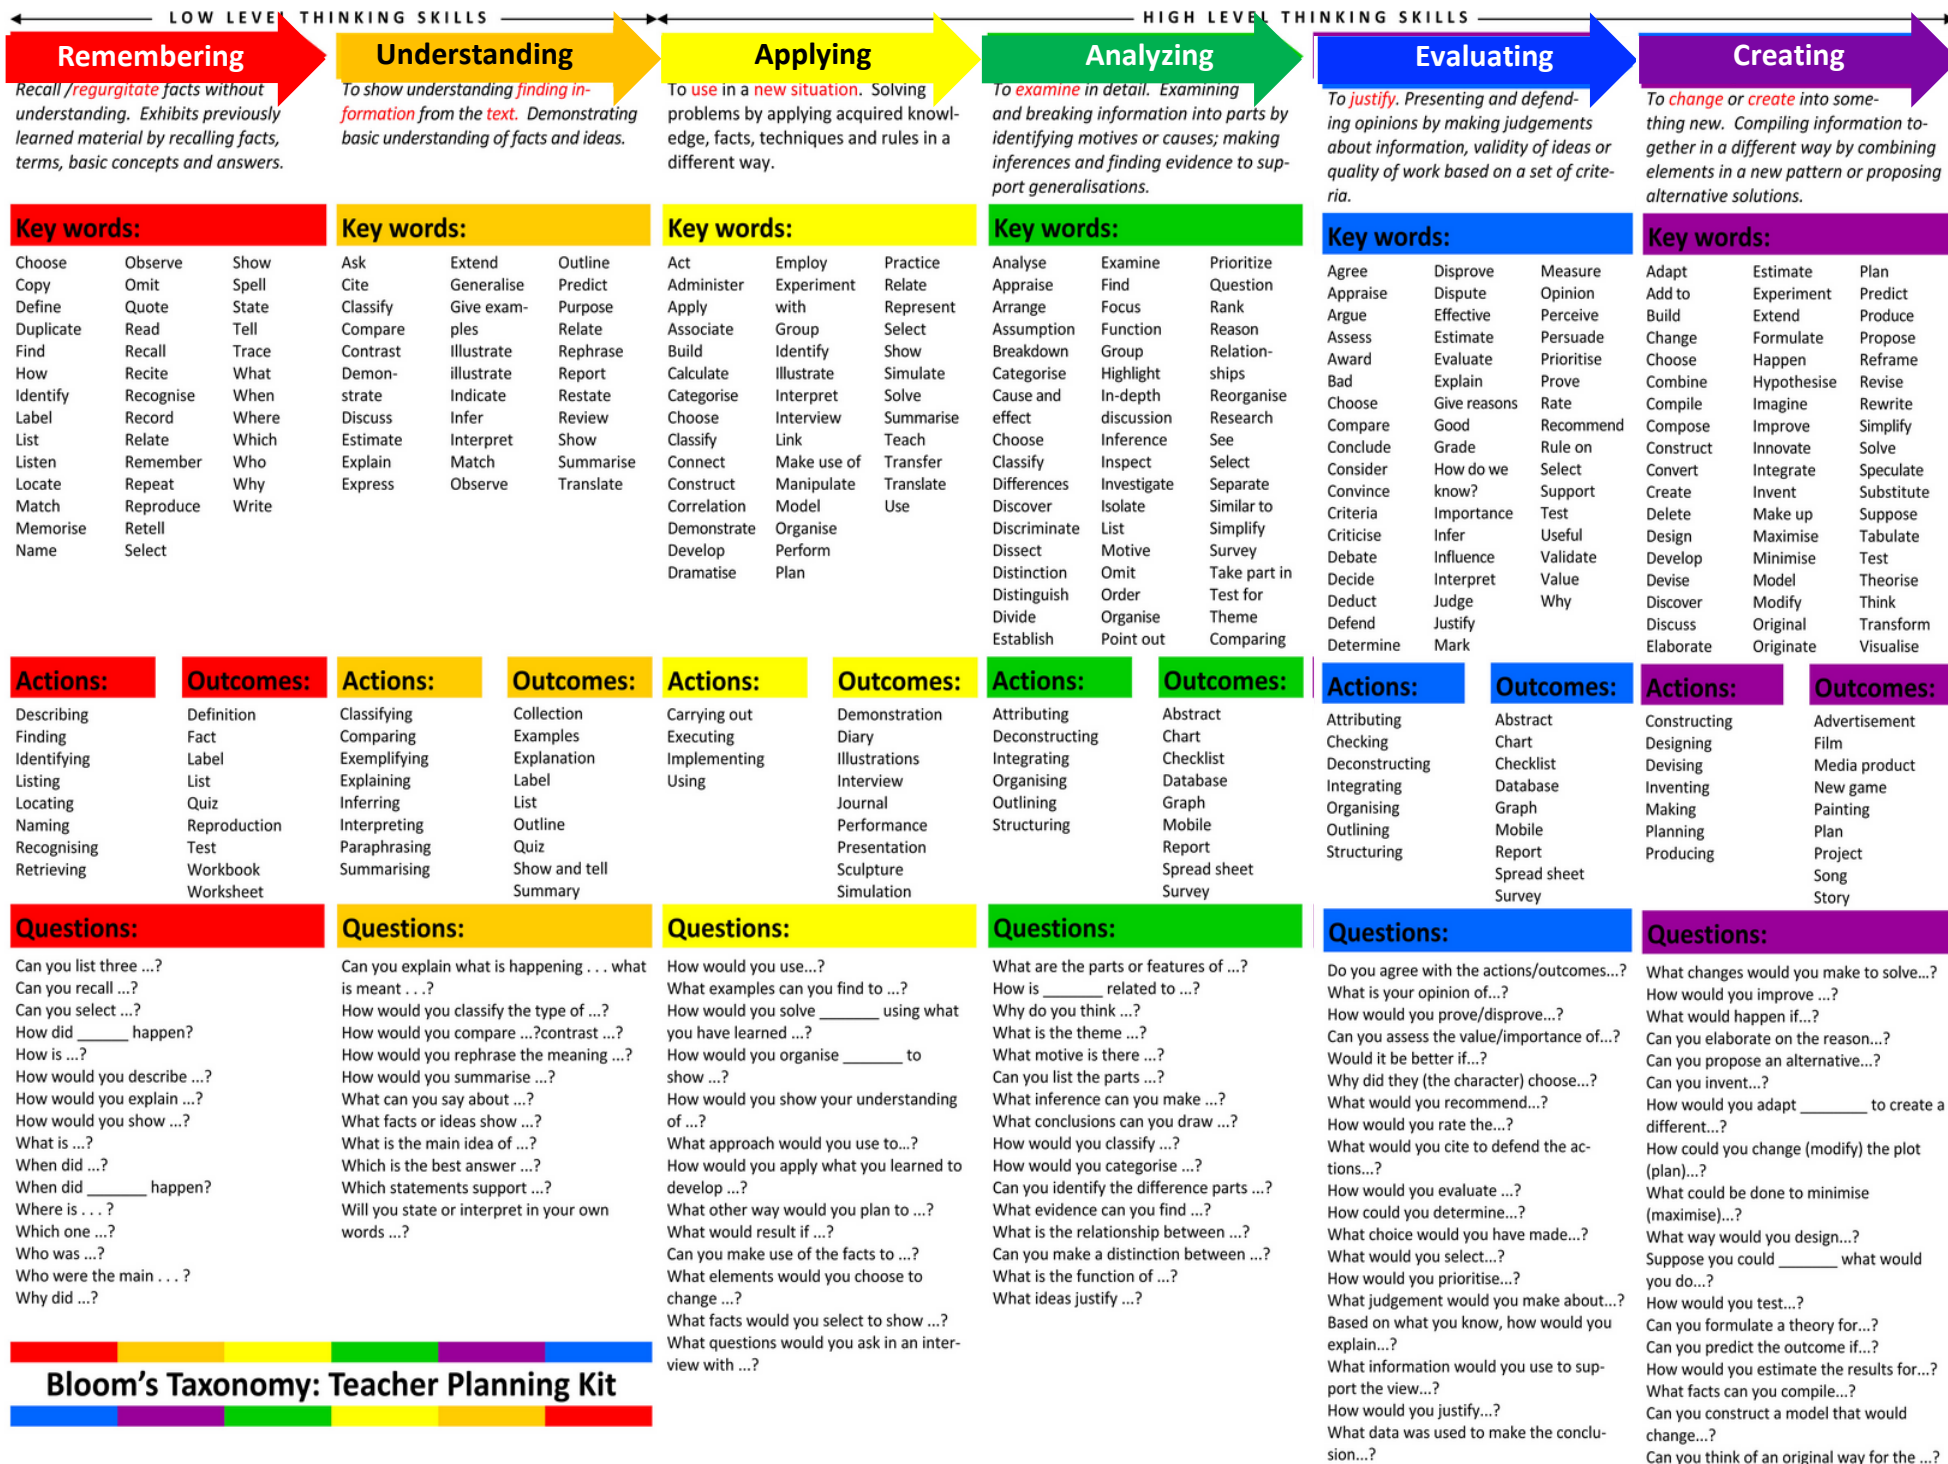 LOW LEVEL THINKING SKILLS
HIGH LEVEL THINKING SKILLS
Remembering
Recall /regurgitate facts without
understanding. Exhibits previously
learned material by recalling facts,
terms, basic concepts and answers.
Key words:
Choose
Copy
Define
Duplicate
Find
How
Identify
Label
List
Listen
Locate
Match
Memorise
Name
Observe
Omit
Quote
Read
Recall
Recite
Recognise
Record
Relate
Remember
Repeat
Reproduce
Retell
Select
Show
Spell
State
Tell
Trace
What
When
Where
Which
Who
Why
Write
Actions:
Describing
Finding
Identifying
Listing
Locating
Naming
Recognising
Retrieving
Outcomes:
Definition
Fact
Label
List
Quiz
Reproduction
Test
Workbook
Worksheet
Questions:
Can you list three ...?
Can you recall ...?
Can you select ...?
How did ______ happen?
How is ...?
How would you describe ...?
How would you explain ...?
How would you show ...?
What is ...?
When did ...?
When did _______ happen?
Where is . . . ?
Which one ...?
Who was ...?
Who were the main . . . ?
Why did ...?
Understanding
To show understanding finding in-
formation from the text. Demonstrating
basic understanding of facts and ideas.
Key words:
Ask
Cite
Classify
Compare
Contrast
Demon-
strate
Discuss
Estimate
Explain
Express
Extend
Generalise
Give exam-
ples
Illustrate
illustrate
Indicate
Infer
Interpret
Match
Observe
Outline
Predict
Purpose
Relate
Rephrase
Report
Restate
Review
Show
Summarise
Translate
Actions:
Classifying
Comparing
Exemplifying
Explaining
Inferring
Interpreting
Paraphrasing
Summarising
Outcomes:
Collection
Examples
Explanation
Label
List
Outline
Quiz
Show and tell
Summary
Questions:
Can you explain what is happening . . . what
is meant . . .?
How would you classify the type of ...?
How would you compare ...?contrast ...?
How would you rephrase the meaning ...?
How would you summarise ...?
What can you say about ...?
What facts or ideas show ...?
What is the main idea of ...?
Which is the best answer ...?
Which statements support ...?
Will you state or interpret in your own
words ...?
Applying
To use in a new situation. Solving
problems by applying acquired knowl-
edge, facts, techniques and rules in a
different way.
Key words:
Act
Administer
Apply
Associate
Build
Calculate
Categorise
Choose
Classify
Connect
Construct
Correlation
Demonstrate
Develop
Dramatise
Employ
Experiment
with
Group
Identify
Illustrate
Interpret
Interview
Link
Make use of
Manipulate
Model
Organise
Perform
Plan
Practice
Relate
Represent
Select
Show
Simulate
Solve
Summarise
Teach
Transfer
Translate
Use
Actions:
Carrying out
Executing
Implementing
Using
Outcomes:
Demonstration
Diary
Illustrations
Interview
Journal
Performance
Presentation
Sculpture
Simulation
Questions:
How would you use...?
What examples can you find to ...?
How would you solve _______ using what
you have learned ...?
How would you organise _______ to
show ...?
How would you show your understanding
of ...?
What approach would you use to...?
How would you apply what you learned to
develop ...?
What other way would you plan to ...?
What would result if ...?
Can you make use of the facts to ...?
What elements would you choose to
change ...?
What facts would you select to show ...?
What questions would you ask in an inter-
view with ...?
Analyzing
To examine in detail. Examining
and breaking information into parts by
identifying motives or causes; making
inferences and finding evidence to sup-
port generalisations.
Key words:
Analyse
Appraise
Arrange
Assumption
Breakdown
Categorise
Cause and
effect
Choose
Classify
Differences
Discover
Discriminate
Dissect
Distinction
Distinguish
Divide
Establish
Examine
Find
Focus
Function
Group
Highlight
In-depth
discussion
Inference
Inspect
Investigate
Isolate
List
Motive
Omit
Order
Organise
Point out
Prioritize
Question
Rank
Reason
Relation-
ships
Reorganise
Research
See
Select
Separate
Similar to
Simplify
Survey
Take part in
Test for
Theme
Comparing
Actions:
Attributing
Deconstructing
Integrating
Organising
Outlining
Structuring
Outcomes:
Abstract
Chart
Checklist
Database
Graph
Mobile
Report
Spread sheet
Survey
Questions:
What are the parts or features of ...?
How is _______ related to ...?
Why do you think ...?
What is the theme ...?
What motive is there ...?
Can you list the parts ...?
What inference can you make ...?
What conclusions can you draw ...?
How would you classify ...?
How would you categorise ...?
Can you identify the difference parts ...?
What evidence can you find ...?
What is the relationship between ...?
Can you make a distinction between ...?
What is the function of ...?
What ideas justify ...?
Evaluating
To justify. Presenting and defend-
ing opinions by making judgements
about information, validity of ideas or
quality of work based on a set of crite-
ria.
Key words:
Agree
Appraise
Argue
Assess
Award
Bad
Choose
Compare
Conclude
Consider
Convince
Criteria
Criticise
Debate
Decide
Deduct
Defend
Determine
Disprove
Dispute
Effective
Estimate
Evaluate
Explain
Give reasons
Good
Grade
How do we
know?
Importance
Infer
Influence
Interpret
Judge
Justify
Mark
Measure
Opinion
Perceive
Persuade
Prioritise
Prove
Rate
Recommend
Rule on
Select
Support
Test
Useful
Validate
Value
Why
Actions:
Attributing
Checking
Deconstructing
Integrating
Organising
Outlining
Structuring
Outcomes:
Abstract
Chart
Checklist
Database
Graph
Mobile
Report
Spread sheet
Survey
Questions:
Do you agree with the actions/outcomes...?
What is your opinion of...?
How would you prove/disprove...?
Can you assess the value/importance of...?
Would it be better if...?
Why did they (the character) choose...?
What would you recommend...?
How would you rate the...?
What would you cite to defend the ac-
tions...?
How would you evaluate ...?
How could you determine...?
What choice would you have made...?
What would you select...?
How would you prioritise...?
What judgement would you make about...?
Based on what you know, how would you
explain...?
What information would you use to sup-
port the view...?
How would you justify...?
What data was used to make the conclu-
sion...?
Creating
To change or create into some-
thing new. Compiling information to-
gether in a different way by combining
elements in a new pattern or proposing
alternative solutions.
Key words:
Adapt
Add to
Build
Change
Choose
Combine
Compile
Compose
Construct
Convert
Create
Delete
Design
Develop
Devise
Discover
Discuss
Elaborate
Estimate
Experiment
Extend
Formulate
Happen
Hypothesise
Imagine
Improve
Innovate
Integrate
Invent
Make up
Maximise
Minimise
Model
Modify
Original
Originate
Plan
Predict
Produce
Propose
Reframe
Revise
Rewrite
Simplify
Solve
Speculate
Substitute
Suppose
Tabulate
Test
Theorise
Think
Transform
Visualise
Actions:
Constructing
Designing
Devising
Inventing
Making
Planning
Producing
Outcomes:
Advertisement
Film
Media product
New game
Painting
Plan
Project
Song
Story
Questions:
What changes would you make to solve...?
How would you improve ...?
What would happen if...?
Can you elaborate on the reason...?
Can you propose an alternative...?
Can you invent...?
How would you adapt ________ to create a
different...?
How could you change (modify) the plot
(plan)...?
What could be done to minimise
(maximise)...?
What way would you design...?
Suppose you could _______ what would
you do...?
How would you test...?
Can you formulate a theory for...?
Can you predict the outcome if...?
How would you estimate the results for...?
What facts can you compile...?
Can you construct a model that would
change...?
Can you think of an original way for the ...?
Bloom's Taxonomy: Teacher Planning Kit